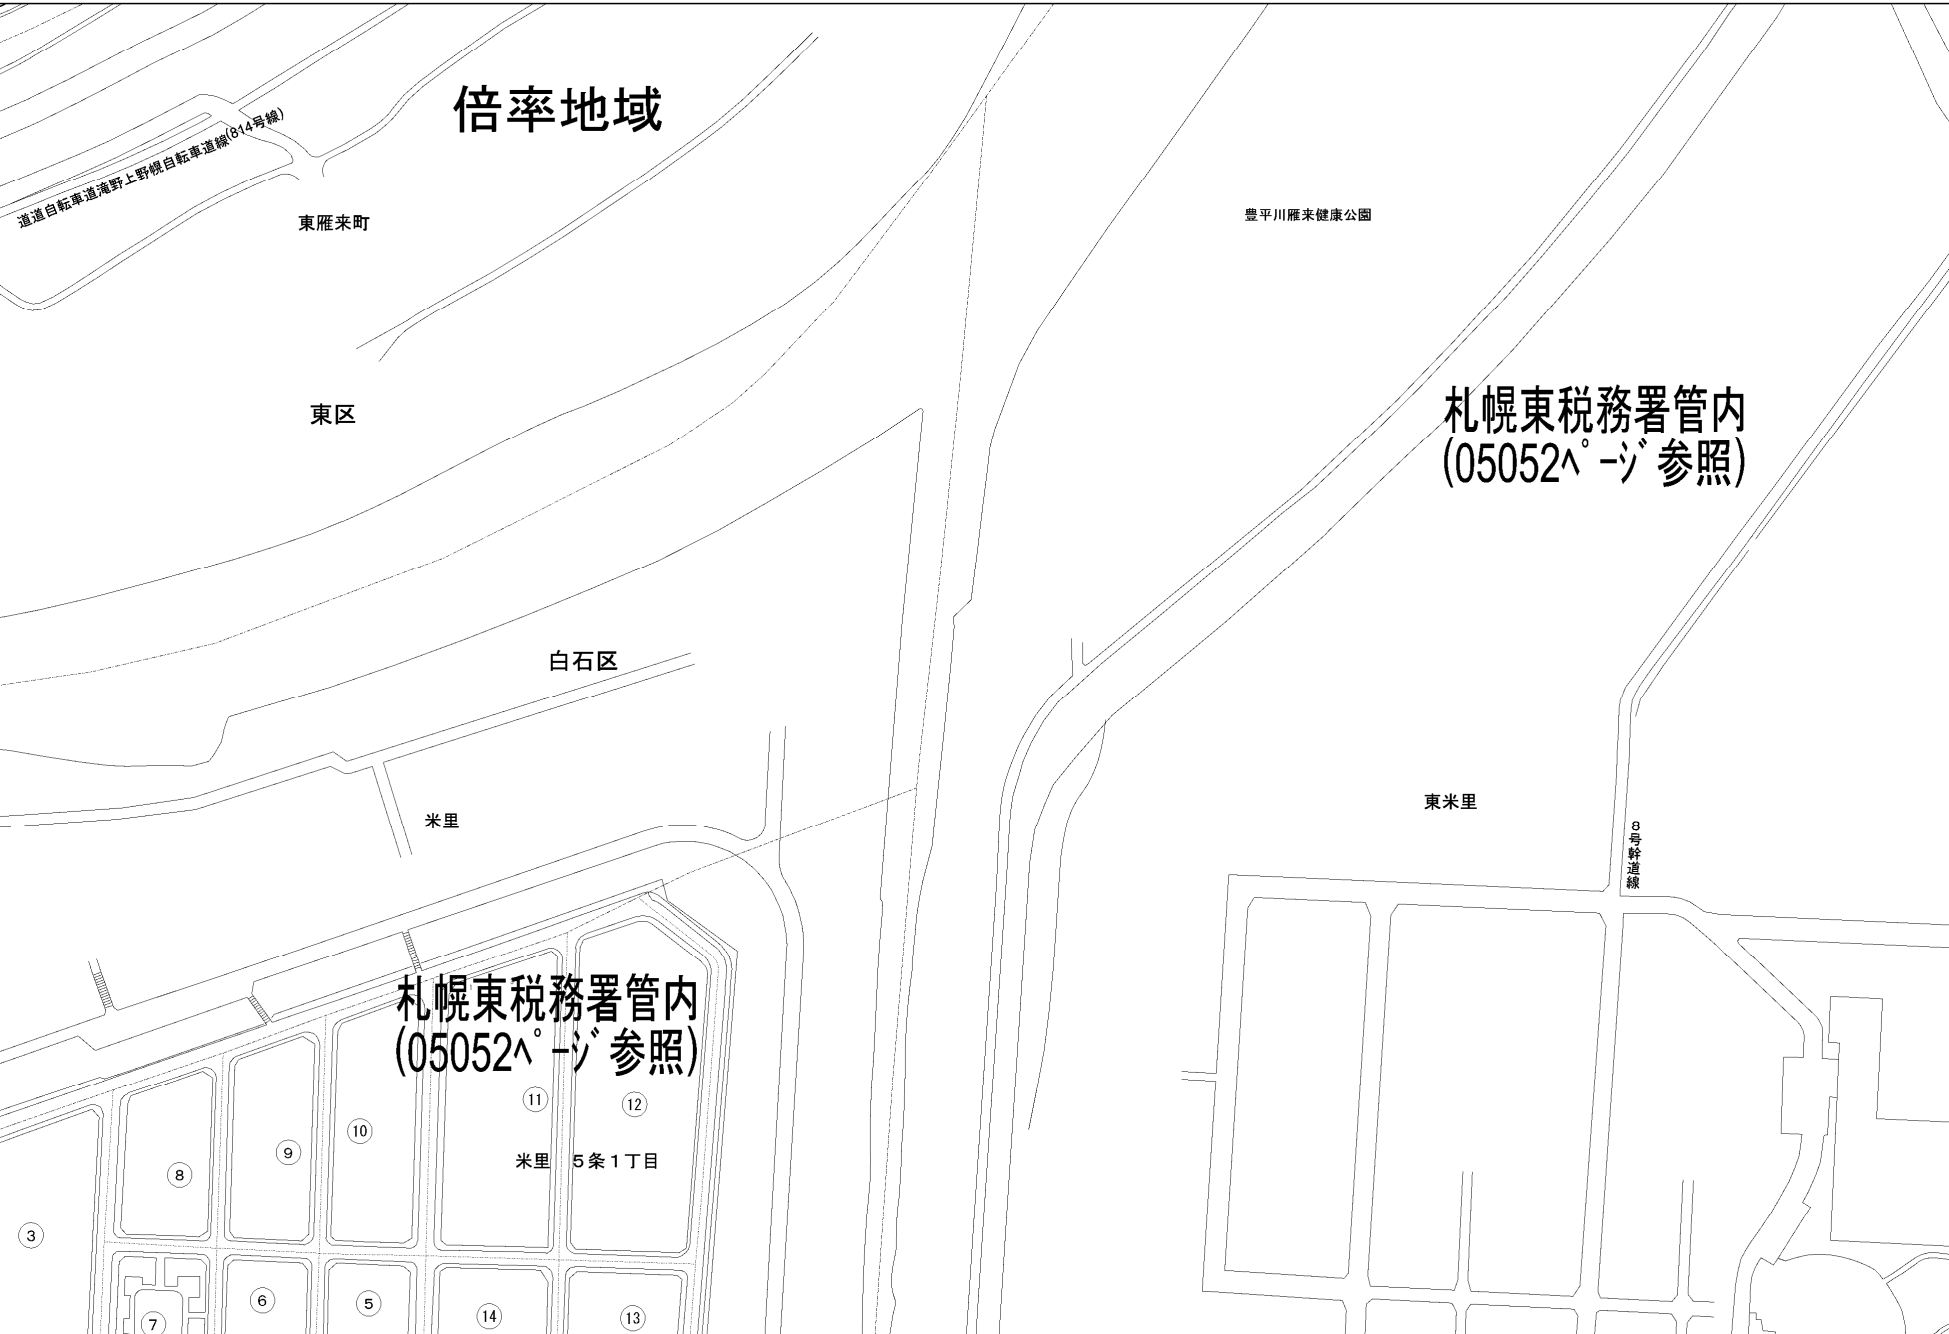 倍率地域
道道自転車道滝野上野幌自転車道線(814号線)
東雁来町
豊平川雁来健康公園
東区
札幌東税務署管内
(05052ページ参照)
白石区
米里
東米里
8号幹道線
札幌東税務署管内
(05052ページ参照)
11
12
10
9
米里 5条1丁目
8
3
6
5
14
13
7